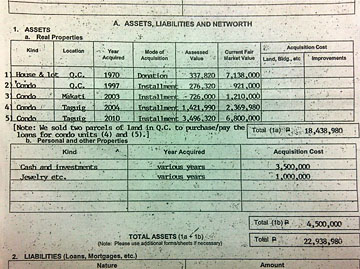 A. ASSETS, LIABILITIES AND NETWORTH
1. ASSETS
a. Real Properties
Kind Location Year Acquired Mode of Acquisition Assessed Value Current Fair Market Value Acquisition Cost
Land, Bldg., etc Improvements
1) House & lot Q.C. 1970 Donation 337,820 7,138,000
2) Condo Q.C. 1997 Installment 276,320 921,000
3) Condo Makati 2003 Installment 726,000 1,210,000
4) Condo Taguig 2004 Installment 1,421,990 2,369,980
5) Condo Taguig 2010 Installment 3,496,320 6,800,000
[Note: We sold two parcels of land in Q.C. to purchase/pay the
loans for condo units (4) and (5).] Total (1a) P 18,438,980
b. Personal and other Properties
Kind Year Acquired Acquisition Cost
Cash and investments various years 3,500,000
Jewelry etc. various years 1,000,000
Total (1b) P 4,500,000
TOTAL ASSETS (1a + 1b) Total P 22,938,980
(Note: Please use additional forms/sheets if necessary)
2. LIABILITIES (Loans, Mortgages, etc.)
Nature Amount